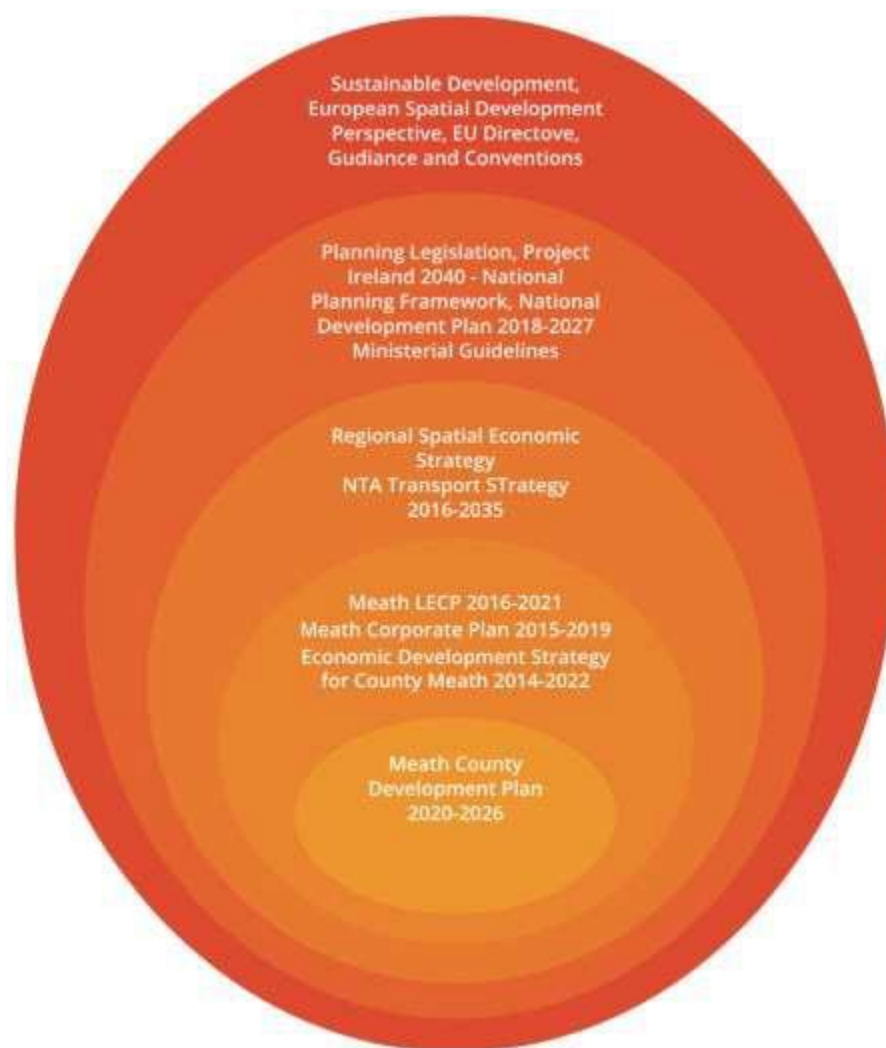 Sustainable Development,
European Spatial Development
Perspective, EU Directove,
Gudiance and Conventions
Planning Legislation, Project
Ireland 2040 - National
Planning Framework, National
Development Plan 2018-2027
Ministerial Guidelines
Regional Spatial Economic
Strategy
NTA Transport STrategy
2016-2035
Meath LECP 2016-2021
Meath Corporate Plan 2015-2019
Economic Development Strategy
for County Meath 2014-2022
Meath County
Development Plan
2020-2026